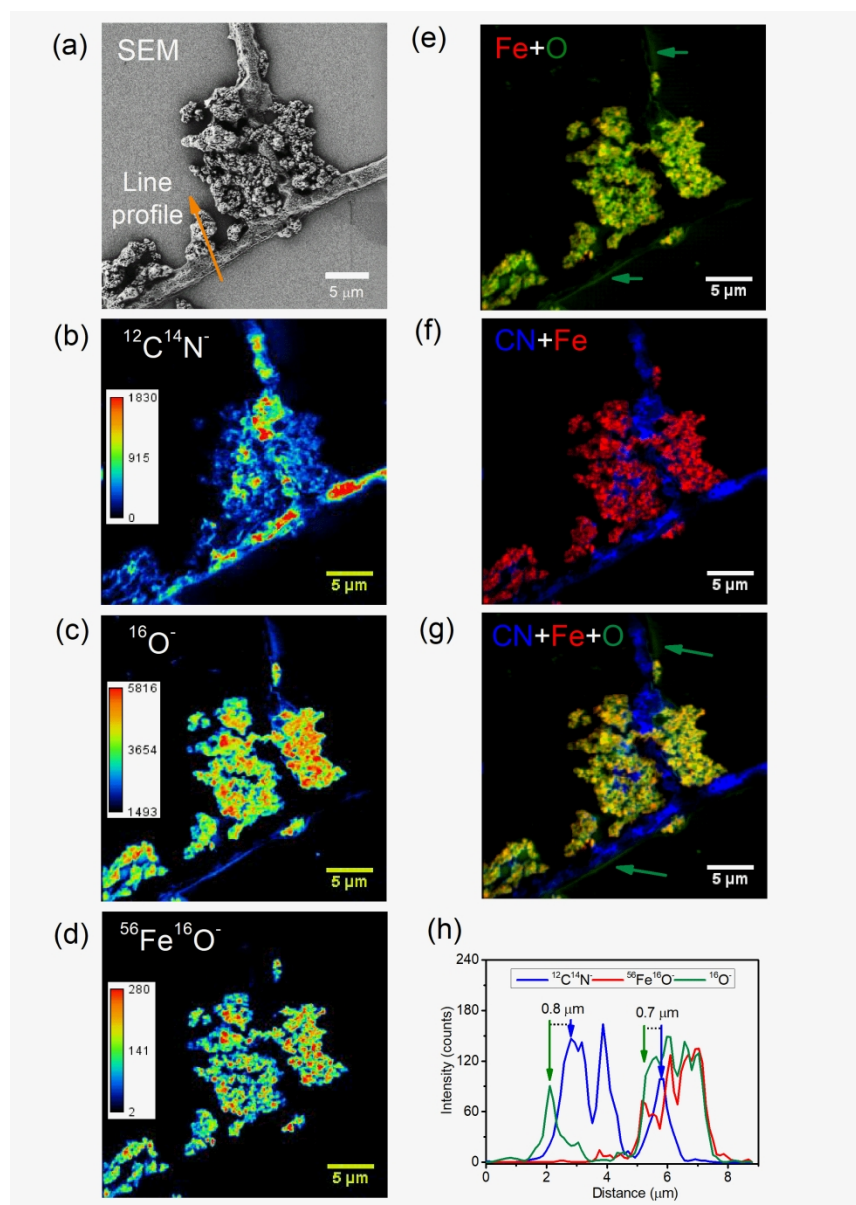 (a)
SEM
Line
profile
5 μm
(b)
¹²C¹⁴N⁻
1830
915
0
5 μm
(c)
¹⁶O⁻
5816
3654
1493
5 μm
(d)
⁵⁶Fe¹⁶O⁻
280
141
2
5 μm
(e)
Fe+O
5 μm
(f)
CN+Fe
5 μm
(g)
CN+Fe+O
5 μm
(h)
240
180
120
60
0
Intensity (counts)
¹²C¹⁴N⁻ ⁵⁶Fe¹⁶O⁻ ¹⁶O⁻
0.8 μm 0.7 μm
0 2 4 6 8
Distance (μm)